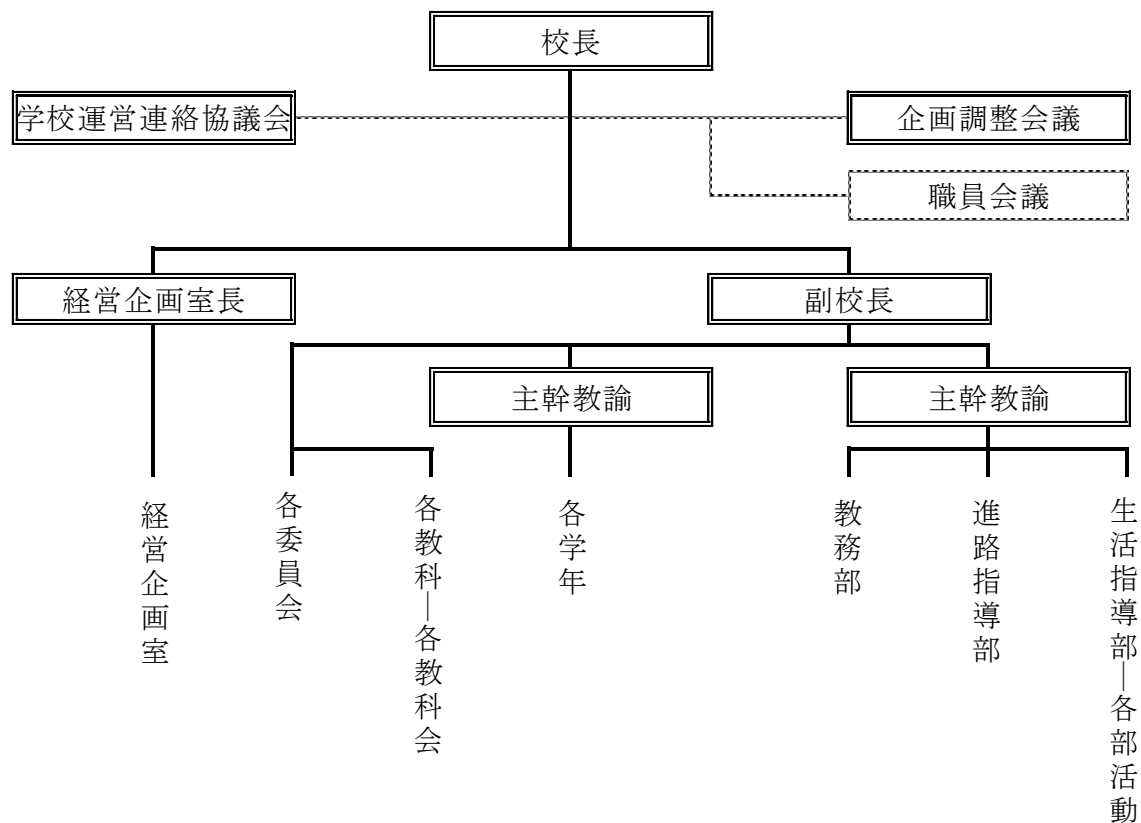 校長
学校運営連絡協議会
企画調整会議
職員会議
経営企画室長
副校長
主幹教諭
主幹教諭
経営企画室
各委員会
各教科―各教科会
各学年
教務部
進路指導部
生活指導部―各部活動